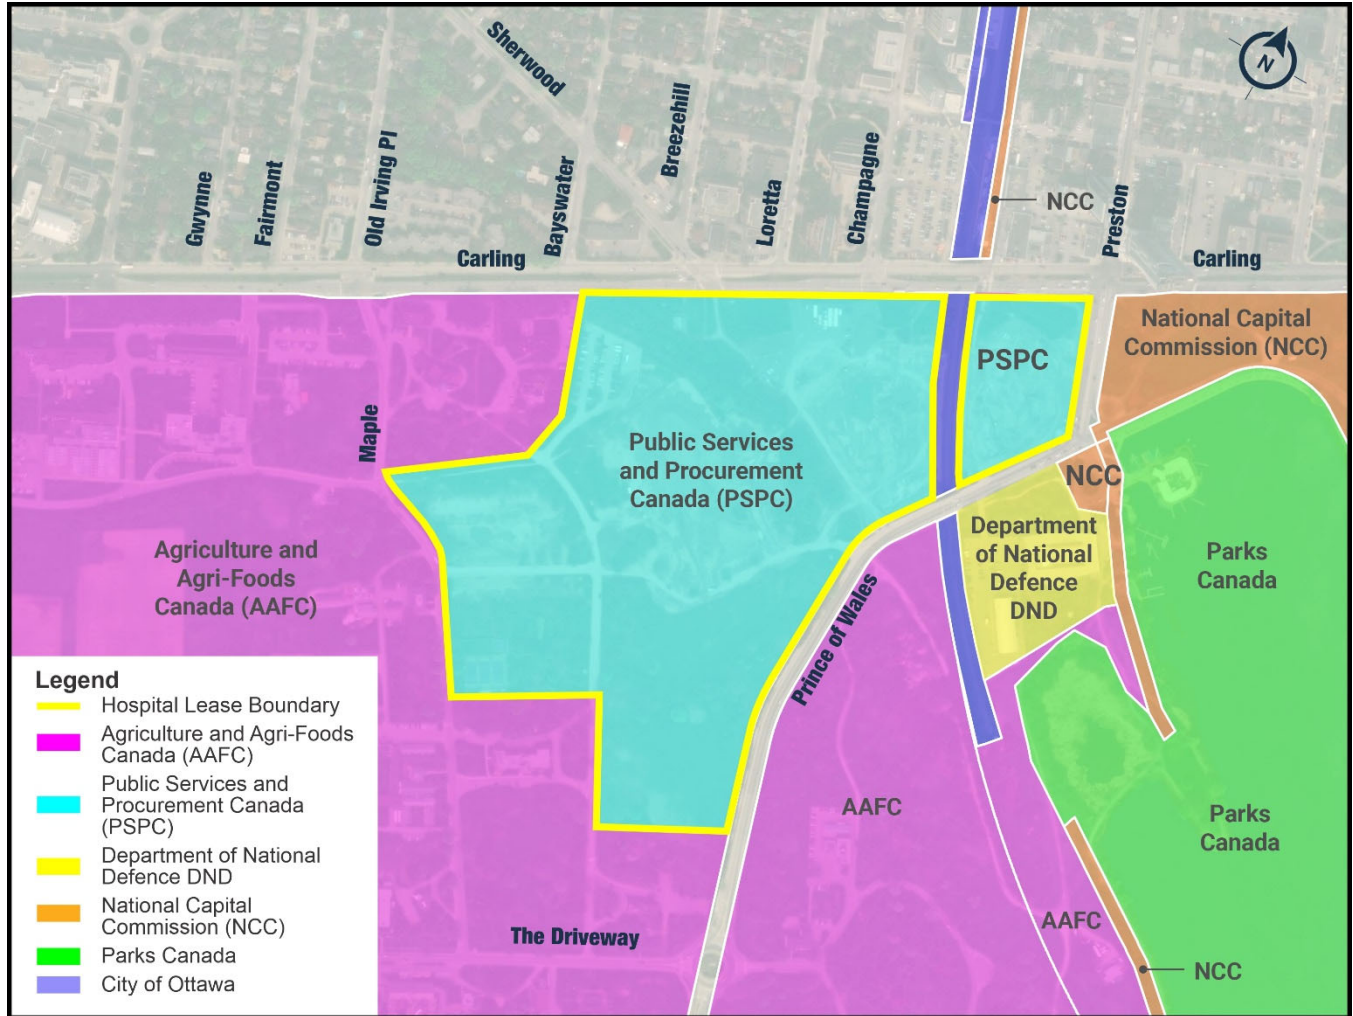 Sherwood
N
Breezehill
Champagne
Old Irving Pl
Bayswater
Fairmont
Gwynne
Loretta
NCC
Preston
Carling
Carling
National Capital
Commission (NCC)
PSPC
Maple
Public Services
and Procurement
Canada (PSPC)
NCC
Department
of National
Defence
DND
Agriculture and
Agri-Foods
Canada (AAFC)
Parks
Canada
Prince of Wales
AAFC
Parks
Canada
AAFC
The Driveway
NCC
Legend
Hospital Lease Boundary
Agriculture and Agri-Foods
Canada (AAFC)
Public Services and
Procurement Canada
(PSPC)
Department of National
Defence DND
National Capital
Commission (NCC)
Parks Canada
City of Ottawa